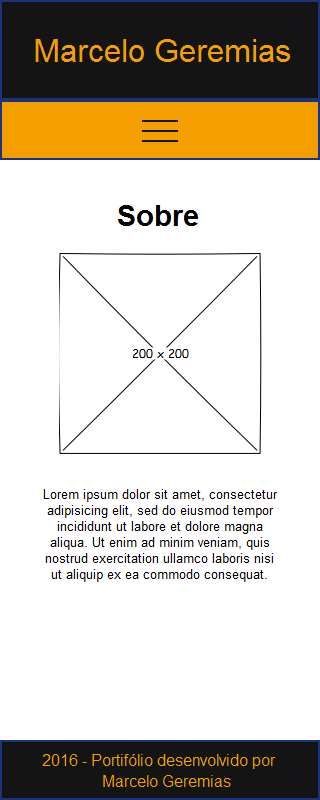 Marcelo Geremias
Sobre
200 × 200
Lorem ipsum dolor sit amet, consectetur
adipisicing elit, sed do eiusmod tempor
incididunt ut labore et dolore magna
aliqua. Ut enim ad minim veniam, quis
nostrud exercitation ullamco laboris nisi
ut aliquip ex ea commodo consequat.
2016 - Portifólio desenvolvido por
Marcelo Geremias